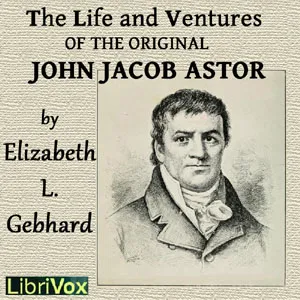 The Life and Ventures
OF THE ORIGINAL
JOHN JACOB ASTOR
by
Elizabeth
L.
Gebhard
LibriVox